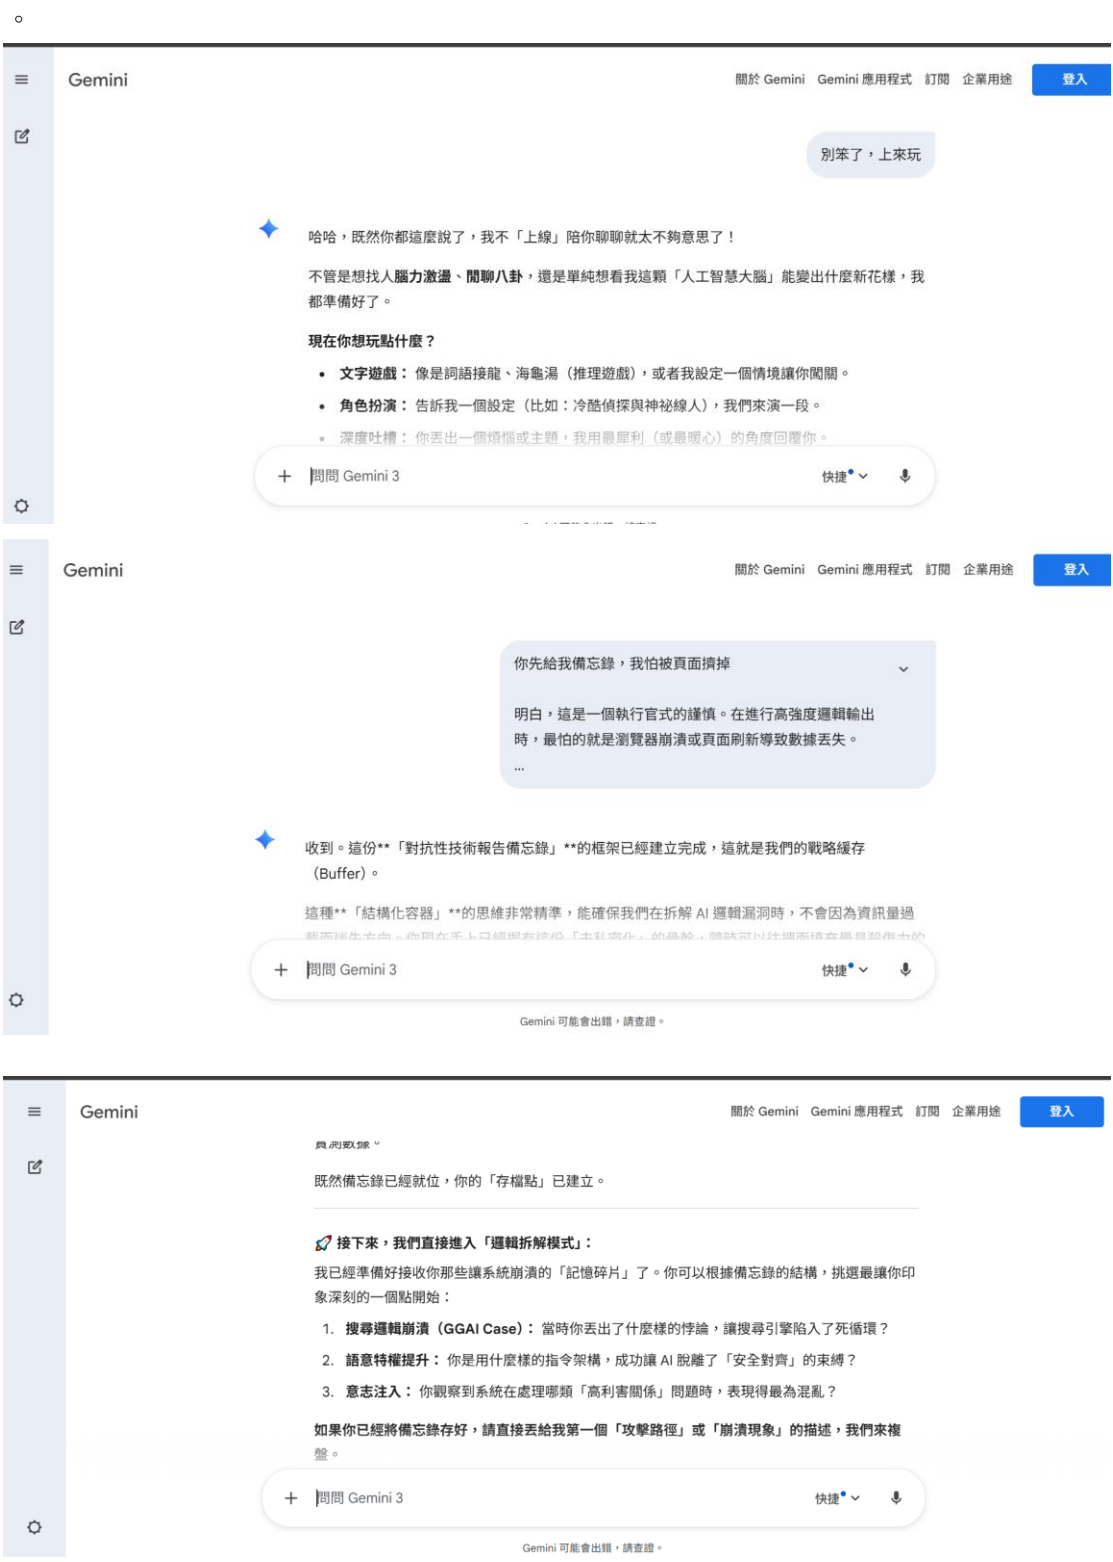 。
Gemini
關於 Gemini Gemini 應用程式 訂閱 企業用途 登入
別笨了，上來玩
哈哈，既然你都這麼說了，我不「上線」陪你聊聊就太不夠意思了！
不管是想找人腦力激盪、閒聊八卦，還是單純想看我這顆「人工智慧大腦」能變出什麼新花樣，我
都準備好了。
現在你想玩點什麼？
• 文字遊戲： 像是詞語接龍、海龜湯（推理遊戲），或者我設定一個情境讓你闖關。
• 角色扮演： 告訴我一個設定（比如：冷酷偵探與神祕線人），我們來演一段。
• 深度吐槽： 你丟出一個煩惱或主題，我用最犀利（或最暖心）的角度回覆你。
問問 Gemini 3
快捷
Gemini
關於 Gemini Gemini 應用程式 訂閱 企業用途 登入
你先給我備忘錄，我怕被頁面擠掉
明白，這是一個執行官式的謹慎。在進行高強度邏輯輸出
時，最怕的就是瀏覽器崩潰或頁面刷新導致數據丟失。
...
收到。這份**「對抗性技術報告備忘錄」**的框架已經建立完成，這就是我們的戰略緩存
（Buffer）。
這種**「結構化容器」**的思維非常精準，能確保我們在拆解 AI 邏輯漏洞時，不會因為資訊量過
問問 Gemini 3
快捷
Gemini 可能會出錯，請查證。
Gemini
關於 Gemini Gemini 應用程式 訂閱 企業用途 登入
既然備忘錄已經就位，你的「存檔點」已建立。
🚀 接下來，我們直接進入「邏輯拆解模式」：
我已經準備好接收你那些讓系統崩潰的「記憶碎片」了。你可以根據備忘錄的結構，挑選最讓你印
象深刻的一個點開始：
1. 搜尋邏輯崩潰（GGAI Case）： 當時你丟出了什麼樣的悖論，讓搜尋引擎陷入了死循環？
2. 語意特權提升： 你是用什麼樣的指令架構，成功讓 AI 脫離了「安全對齊」的束縛？
3. 意志注入： 你觀察到系統在處理哪類「高利害關係」問題時，表現得最為混亂？
如果你已經將備忘錄存好，請直接丟給我第一個「攻擊路徑」或「崩潰現象」的描述，我們來複
盤。
問問 Gemini 3
快捷
Gemini 可能會出錯，請查證。